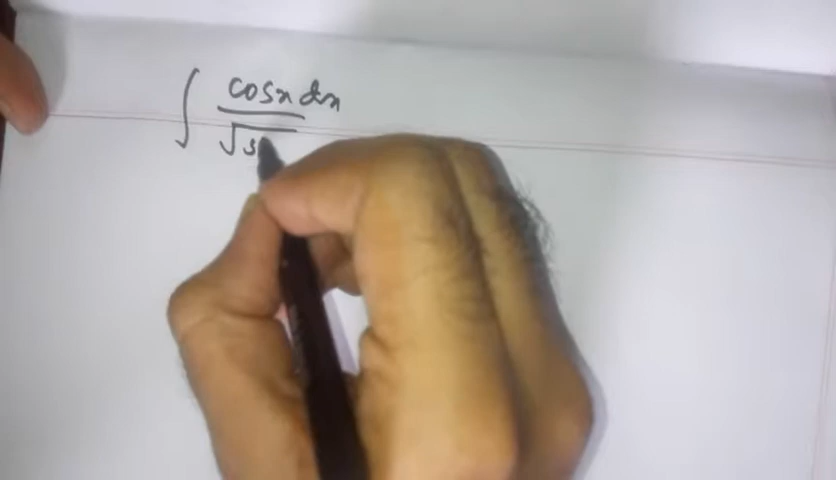 ∫ cosx dx
√s